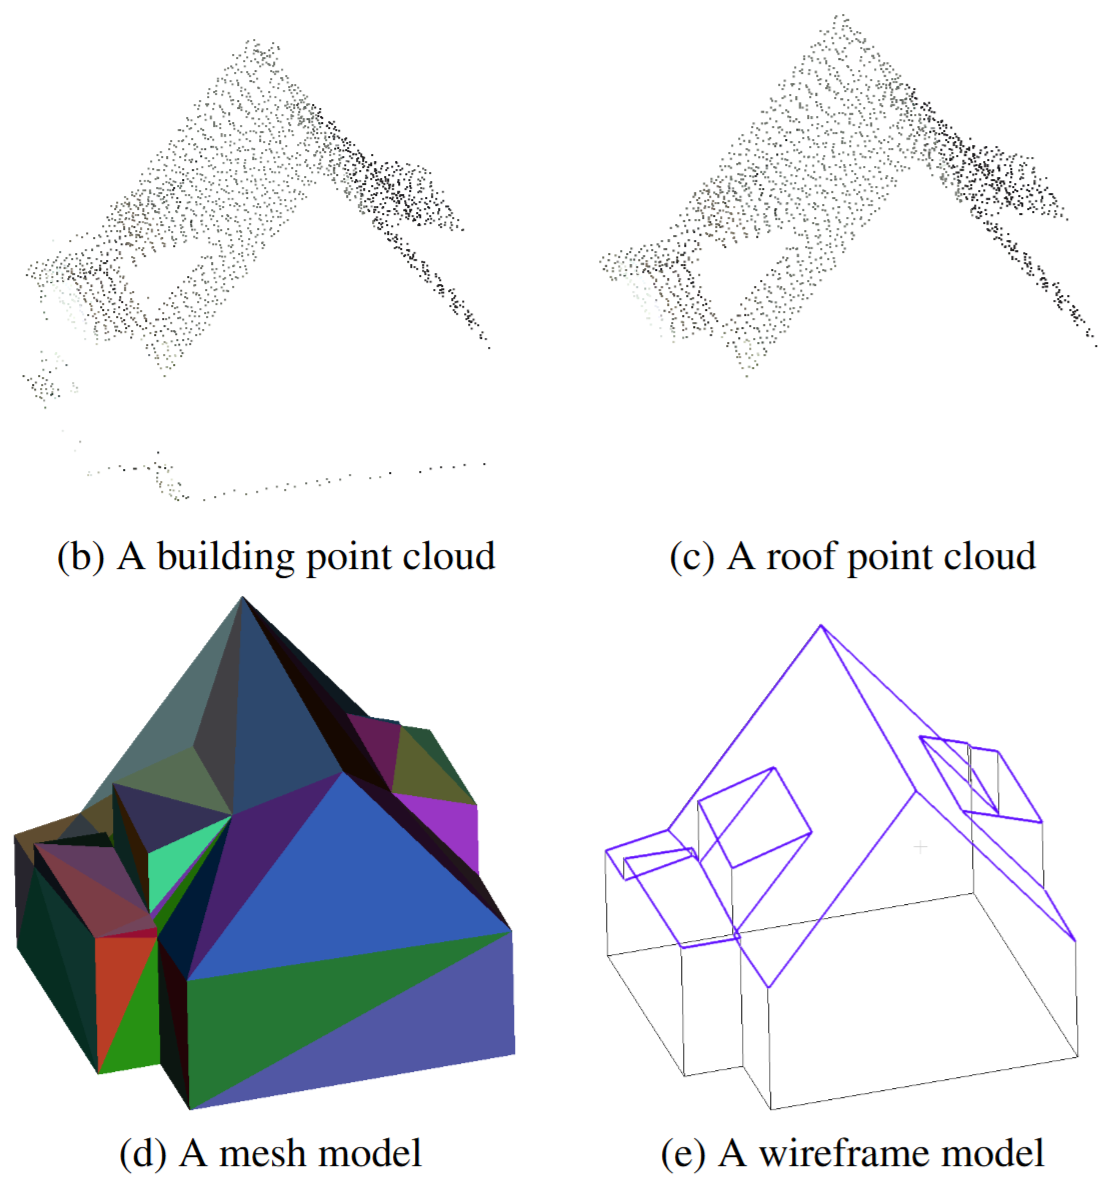 (b) A building point cloud
(c) A roof point cloud
(d) A mesh model
(e) A wireframe model